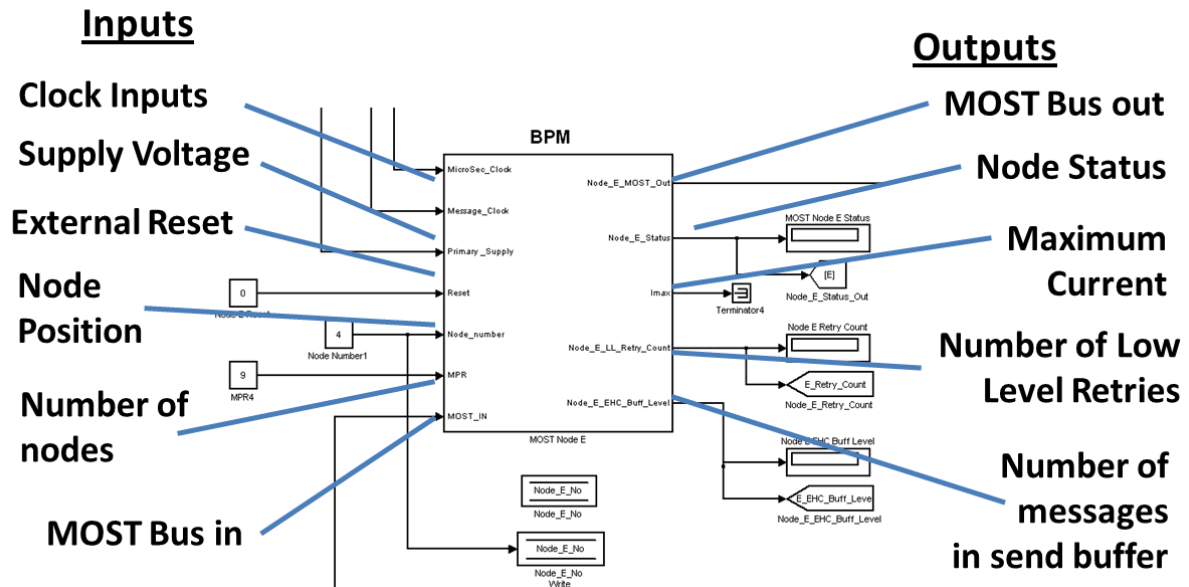 Inputs
Clock Inputs
Supply Voltage
External Reset
Node
Position
Number of
nodes
MOST Bus in
BPM
MicroSec_Clock
Message_Clock
Primary_Supply
Reset
Node_number
MPR
MOST_IN
0
4
Node Number1
9
MPR4
Node_E_MOST_Out
Node_E_Status
Imax
Node_E_LL_Retry_Count
Node_E_EHC_Buff_Level
MOST Node E
MOST Node E Status
[E]
Node_E_Status_Out
Terminator4
Node E Retry Count
E_Retry_Count
Node_E_Retry_Count
Node E EHC Buff Level
E_EHC_Buff_Leve
Node_E_EHC_Buff_Level
Node_E_No
Node_E_No
Node_E_No
Node_E_No
Write
Outputs
MOST Bus out
Node Status
Maximum
Current
Number of Low
Level Retries
Number of
messages
in send buffer